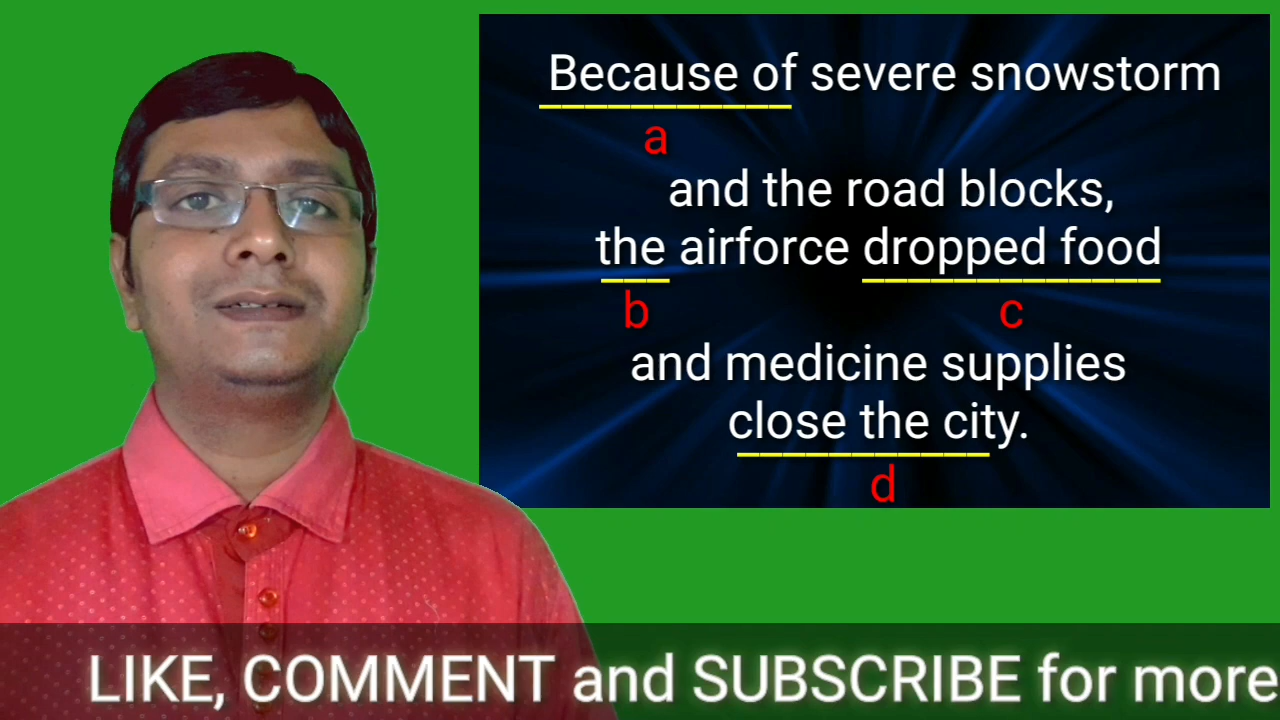 Because of severe snowstorm
a
and the road blocks,
the airforce dropped food
b c
and medicine supplies
close the city.
d
LIKE, COMMENT and SUBSCRIBE for more